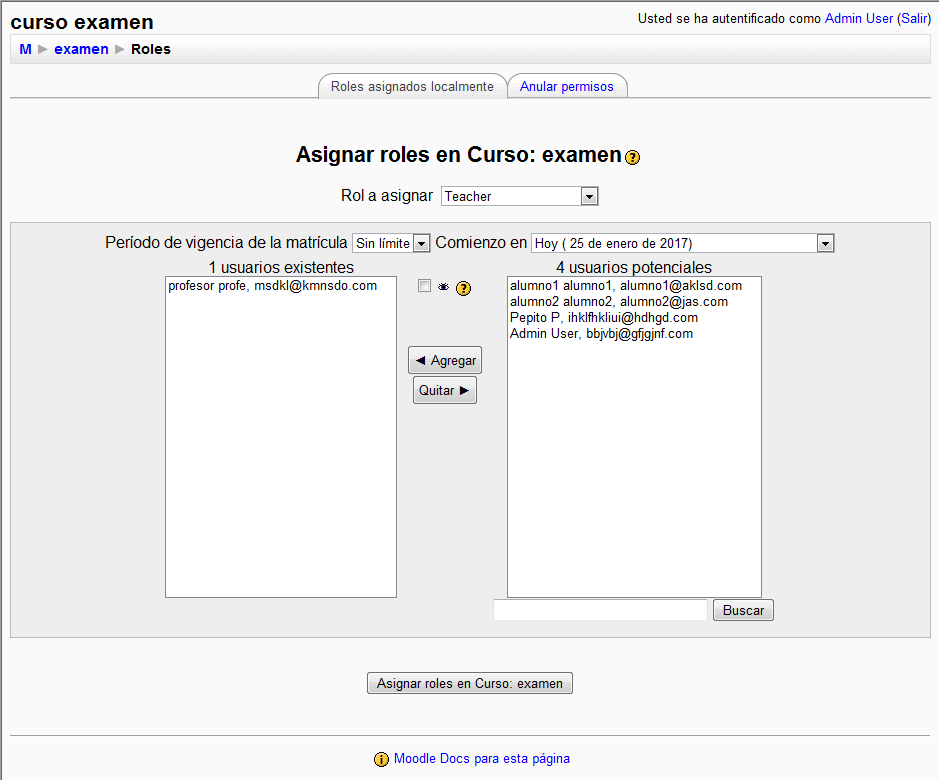 curso examen
Usted se ha autentificado como Admin User (Salir)
M ► examen ► Roles
Roles asignados localmente Anular permisos
Asignar roles en Curso: examen ?
Rol a asignar Teacher
Período de vigencia de la matrícula Sin límite Comienzo en Hoy ( 25 de enero de 2017)
1 usuarios existentes
profesor profe, msdkl@kmnsdo.com
?
◄ Agregar
Quitar ►
4 usuarios potenciales
alumno1 alumno1, alumno1@aklsd.com
alumno2 alumno2, alumno2@jas.com
Pepito P, ihklfhkliui@hdhgd.com
Admin User, bbjvbj@gfjgjnf.com
Buscar
Asignar roles en Curso: examen
i Moodle Docs para esta página